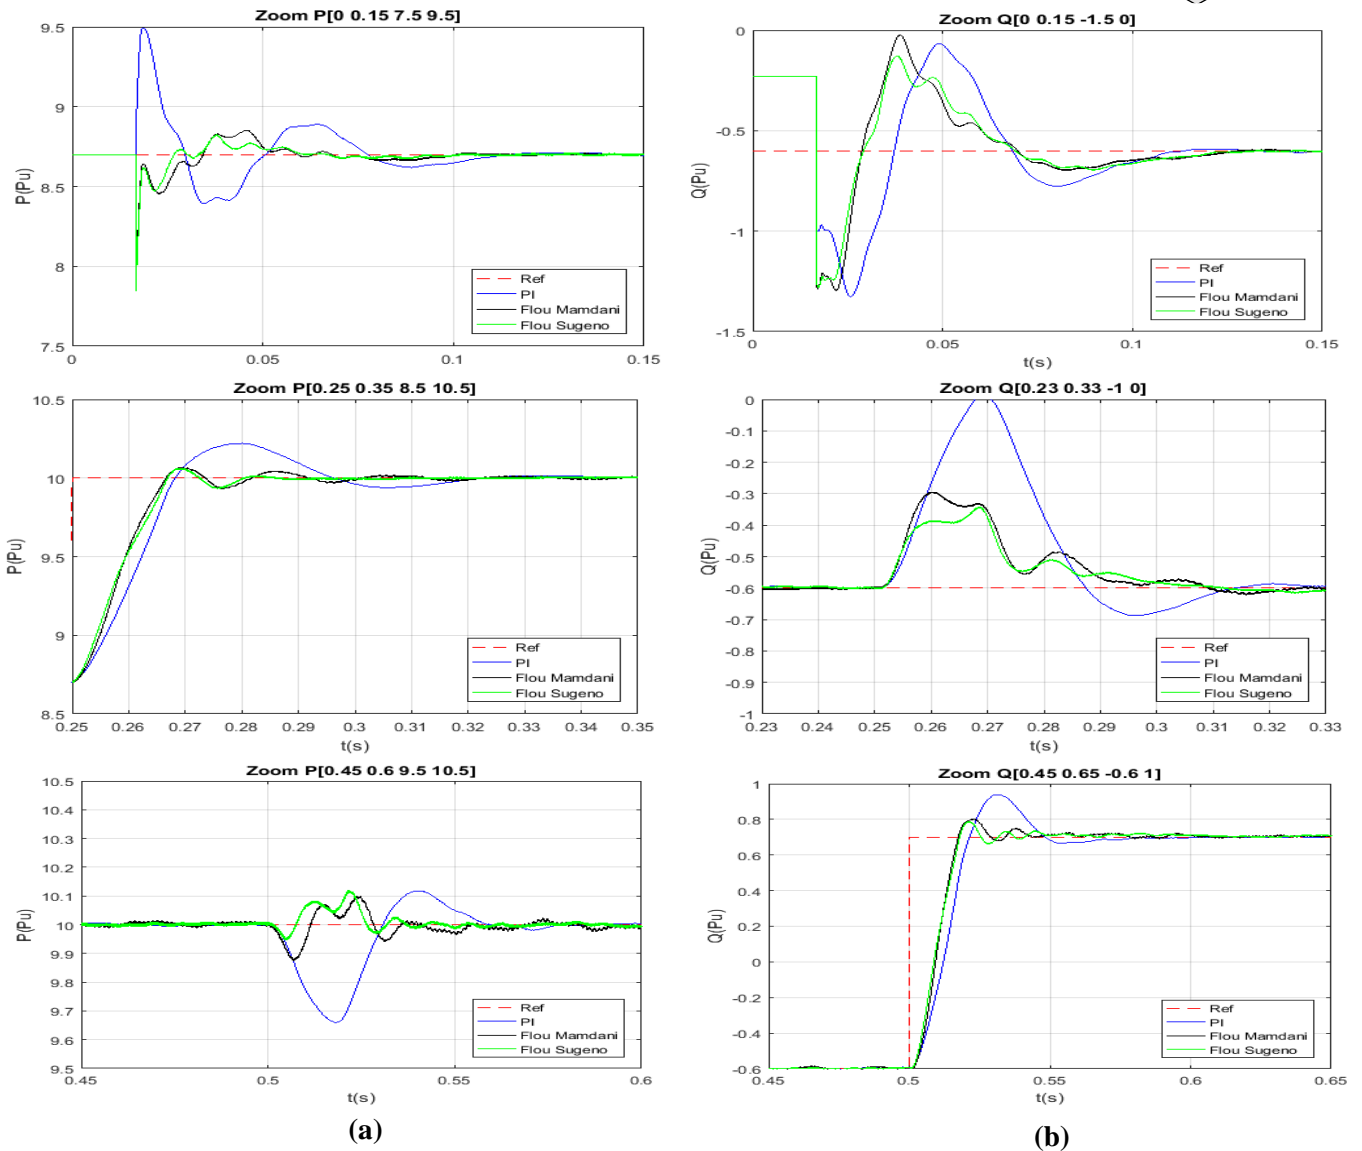 Zoom P[0 0.15 7.5 9.5]
9.5
9
8.5
8
7.5
P(Pu)
0
0.05
0.1
0.15
Ref
PI
Flou Mamdani
Flou Sugeno
Zoom Q[0 0.15 -1.5 0]
0
-0.5
-1
-1.5
Q(Pu)
0
0.05
0.1
0.15
t(s)
Ref
PI
Flou Mamdani
Flou Sugeno
Zoom P[0.25 0.35 8.5 10.5]
10.5
10
9.5
9
8.5
P(Pu)
0.25
0.26
0.27
0.28
0.29
0.3
0.31
0.32
0.33
0.34
0.35
t(s)
Ref
PI
Flou Mamdani
Flou Sugeno
Zoom Q[0.23 0.33 -1 0]
0
-0.1
-0.2
-0.3
-0.4
-0.5
-0.6
-0.7
-0.8
-0.9
-1
Q(Pu)
0.23
0.24
0.25
0.26
0.27
0.28
0.29
0.3
0.31
0.32
0.33
t(s)
Ref
PI
Flou Mamdani
Flou Sugeno
Zoom P[0.45 0.6 9.5 10.5]
10.5
10.4
10.3
10.2
10.1
10
9.9
9.8
9.7
9.6
9.5
P(Pu)
0.45
0.5
0.55
0.6
t(s)
Ref
PI
Flou Mamdani
Flou Sugeno
(a)
Zoom Q[0.45 0.65 -0.6 1]
1
0.8
0.6
0.4
0.2
0
-0.2
-0.4
-0.6
Q(Pu)
0.45
0.5
0.55
0.6
0.65
t(s)
Ref
PI
Flou Mamdani
Flou Sugeno
(b)